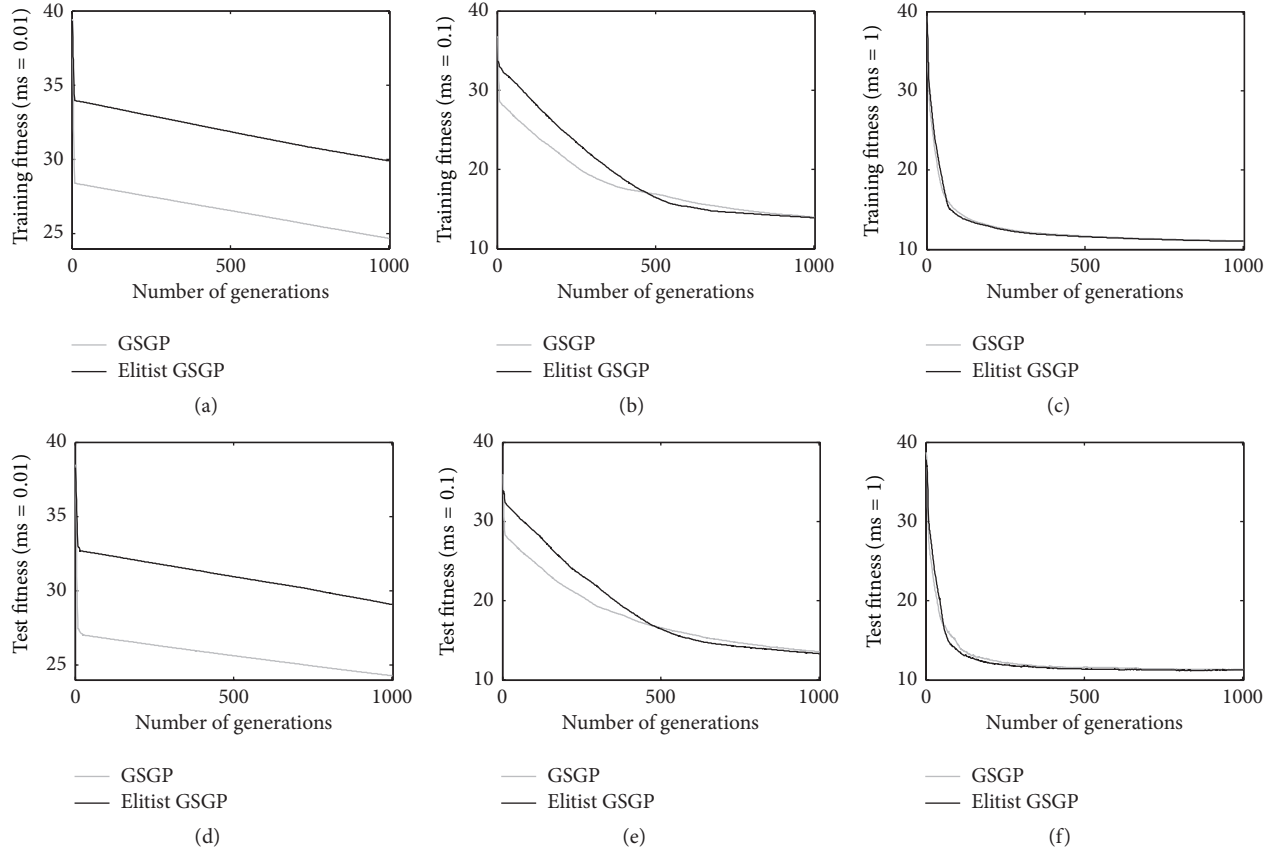 Training fitness (ms = 0.01)
40
35
30
25
0
500
1000
Number of generations
GSGP
Elitist GSGP
(a)
Training fitness (ms = 0.1)
40
30
20
10
0
500
1000
Number of generations
GSGP
Elitist GSGP
(b)
Training fitness (ms = 1)
40
30
20
10
0
500
1000
Number of generations
GSGP
Elitist GSGP
(c)
Test fitness (ms = 0.01)
40
35
30
25
0
500
1000
Number of generations
GSGP
Elitist GSGP
(d)
Test fitness (ms = 0.1)
40
30
20
10
0
500
1000
Number of generations
GSGP
Elitist GSGP
(e)
Test fitness (ms = 1)
40
30
20
10
0
500
1000
Number of generations
GSGP
Elitist GSGP
(f)